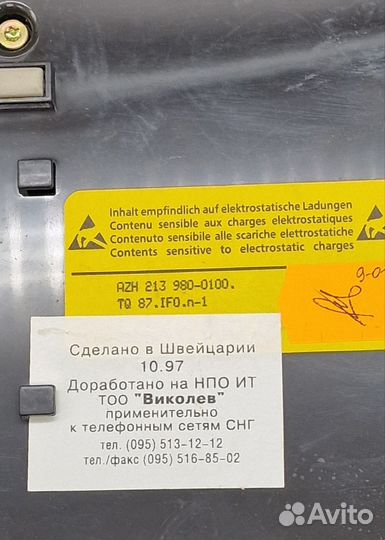 Inhalt empfindlich auf elektrostatische Ladungen
Contenu sensible aux charges électrostatiques
Contenuto sensibile alle scariche elettrostatiche
Contents sensitive to electrostatic charges
AZH 213 980-0100.
TQ 87.IFO.n-1
Сделано в Швейцарии
10.97
Доработано на НПО ИТ
ТОО "Виколев"
применительно
к телефонным сетям СНГ
тел. (095) 513-12-12
тел./факс (095) 516-85-02
Avito